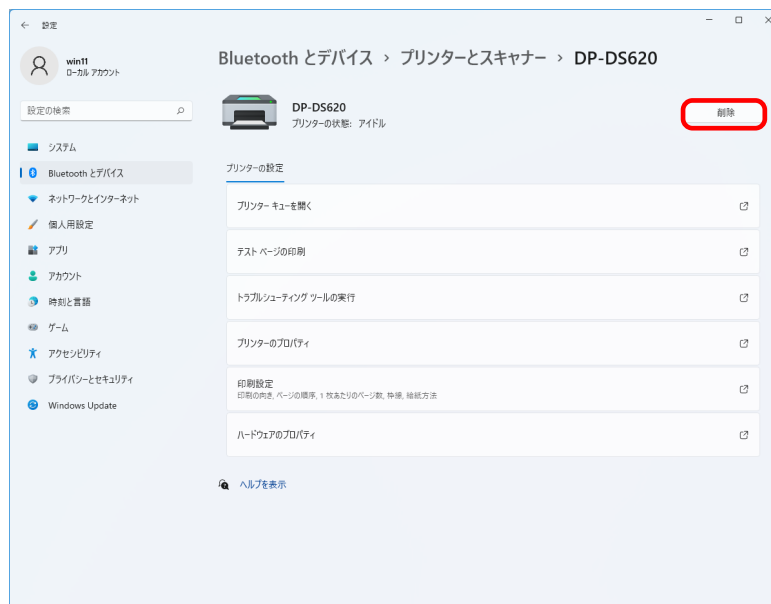 設定
win11
ローカル アカウント
設定の検索
システム
Bluetooth とデバイス
ネットワークとインターネット
個人用設定
アプリ
アカウント
時刻と言語
ゲーム
アクセシビリティ
プライバシーとセキュリティ
Windows Update
Bluetooth とデバイス › プリンターとスキャナー › DP-DS620
DP-DS620
プリンターの状態: アイドル
削除
プリンターの設定
プリンター キューを開く
テスト ページの印刷
トラブルシューティング ツールの実行
プリンターのプロパティ
印刷設定
印刷の向き, ページの順序, 1 枚あたりのページ数, 枠線, 給紙方法
ハードウェアのプロパティ
ヘルプを表示